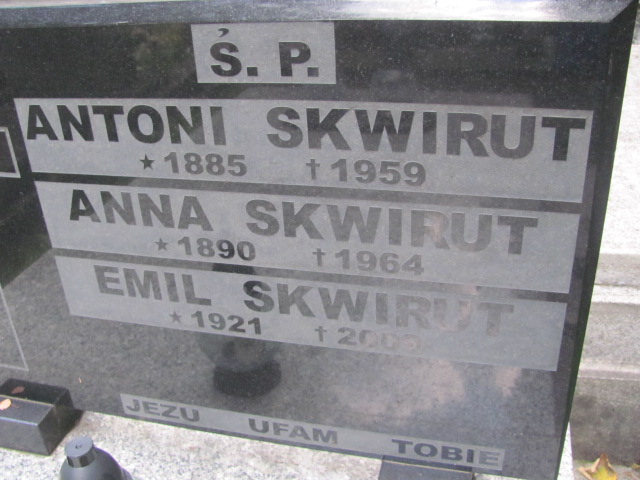 Ś. P.
ANTONI SKWIRUT
★1885 †1959
ANNA SKWIRUT
★1890 †1964
EMIL SKWIRUT
★1921
JEZU UFAM TOBIE